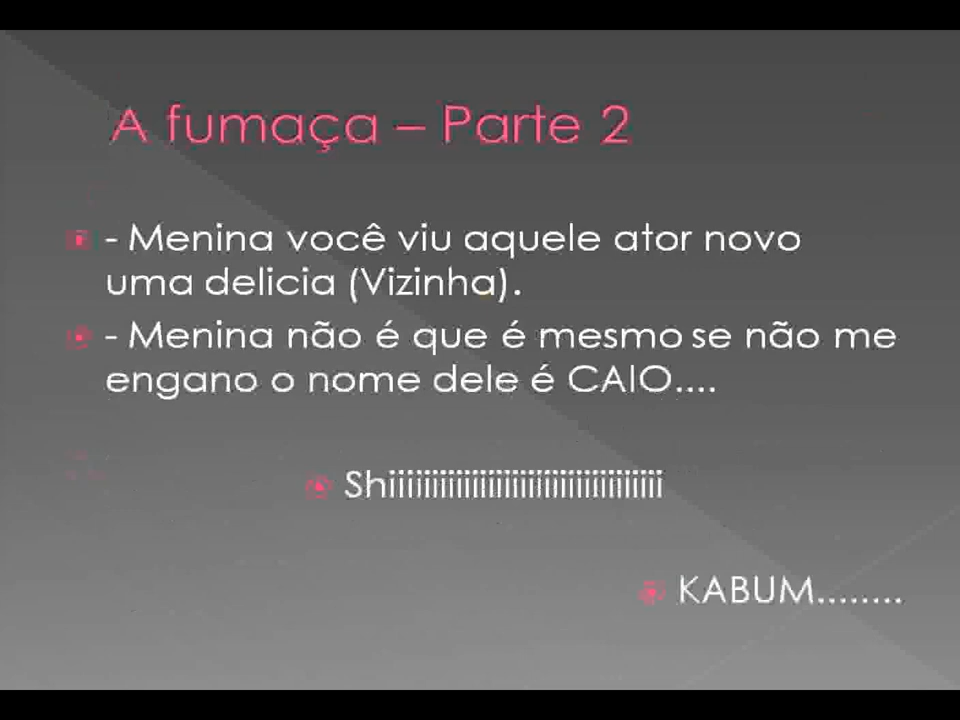 A fumaça – Parte 2
- Menina você viu aquele ator novo
uma delicia (Vizinha).
- Menina não é que é mesmo se não me
engano o nome dele é CAIO....
Shiiiiiiiiiiiiiiiiiiiiiiiiiiiiiiiii
KABUM........